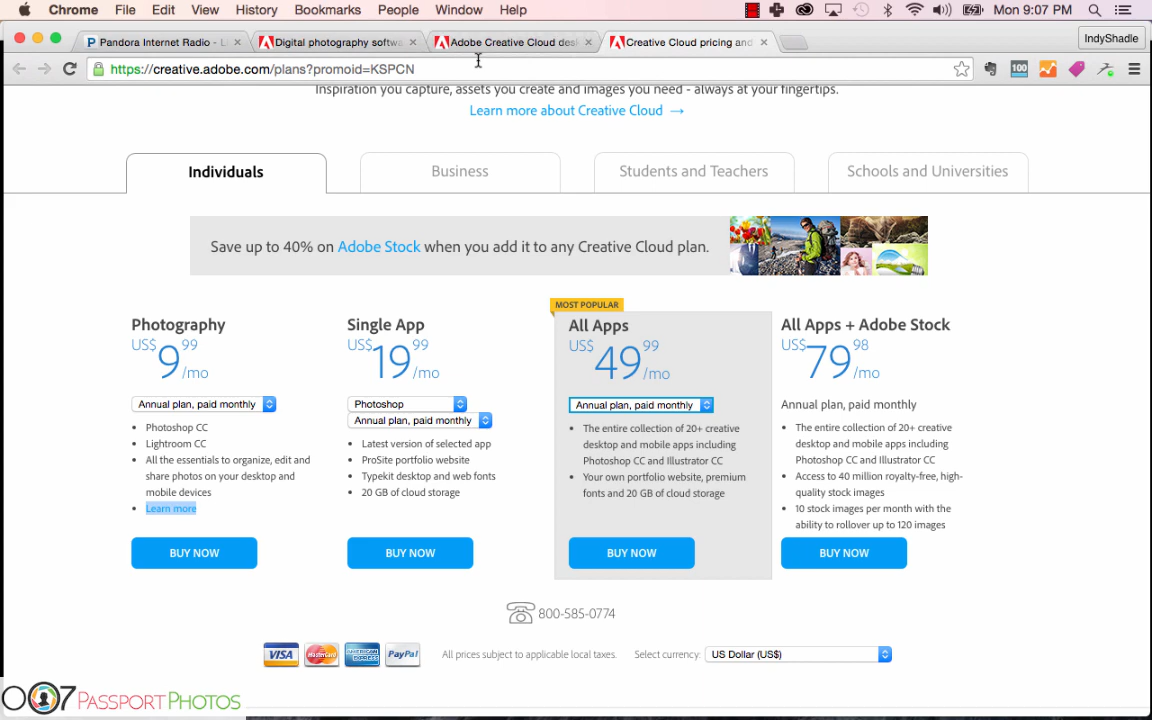 Chrome File Edit View History Bookmarks People Window Help Mon 9:07 PM
Pandora Internet Radio - Digital photography softwa Adobe Creative Cloud des Creative Cloud pricing and IndyShadle
https://creative.adobe.com/plans?promoid=KSPCN 100
Inspiration you capture, assets you create and images you need - always at your fingertips.
Learn more about Creative Cloud →
Individuals Business Students and Teachers Schools and Universities
Save up to 40% on Adobe Stock when you add it to any Creative Cloud plan.
Photography
US$ 9 99 /mo
Annual plan, paid monthly
• Photoshop CC
• Lightroom CC
• All the essentials to organize, edit and
share photos on your desktop and
mobile devices
• Learn more
BUY NOW
Single App
US$ 19 99 /mo
Photoshop
Annual plan, paid monthly
• Latest version of selected app
• ProSite portfolio website
• Typekit desktop and web fonts
• 20 GB of cloud storage
BUY NOW
MOST POPULAR
All Apps
US$ 49 99 /mo
Annual plan, paid monthly
• The entire collection of 20+ creative
desktop and mobile apps including
Photoshop CC and Illustrator CC
• Your own portfolio website, premium
fonts and 20 GB of cloud storage
BUY NOW
All Apps + Adobe Stock
US$ 79 98 /mo
Annual plan, paid monthly
• The entire collection of 20+ creative
desktop and mobile apps including
Photoshop CC and Illustrator CC
• Access to 40 million royalty-free, high-
quality stock images
• 10 stock images per month with the
ability to rollover up to 120 images
BUY NOW
800-585-0774
VISA MasterCard AMERICAN EXPRESS PayPal All prices subject to applicable local taxes. Select currency: US Dollar (US$)
007 PASSPORTPHOTOS